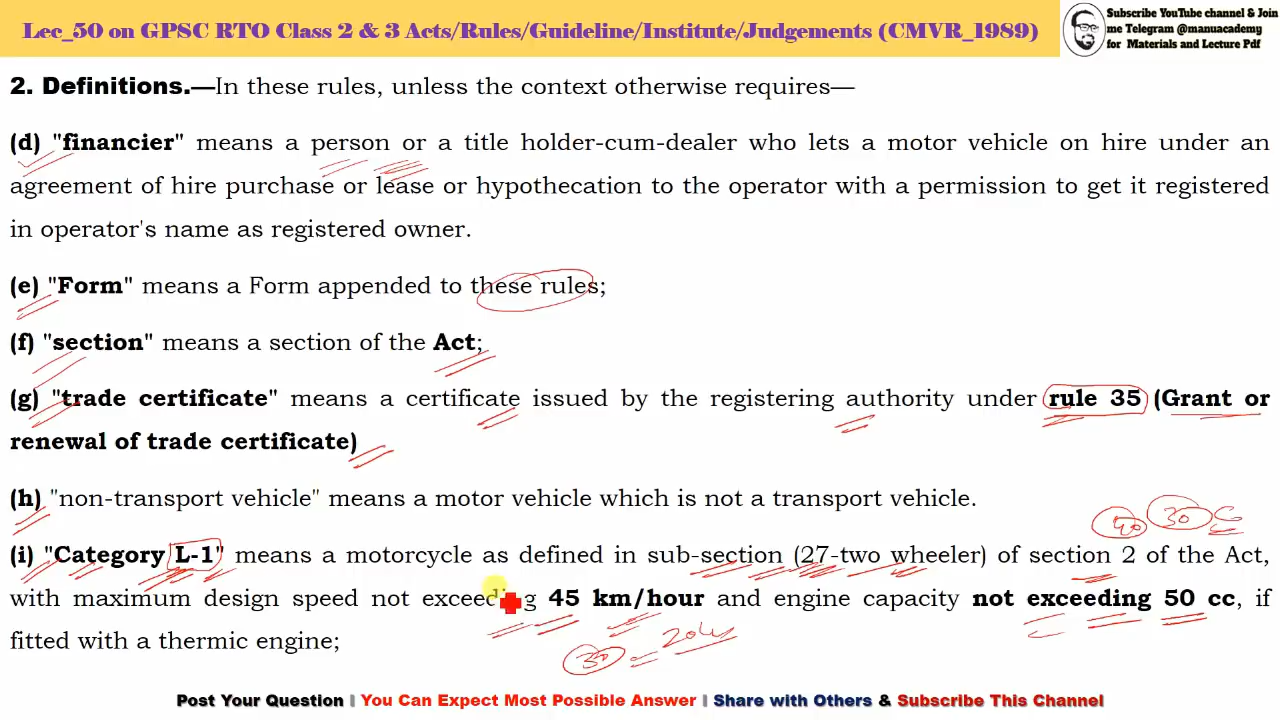 Lec_50 on GPSC RTO Class 2 & 3 Acts/Rules/Guideline/Institute/Judgements (CMVR_1989)
Subscribe YouTube channel & Join
me Telegram @manuacademy
for Materials and Lecture Pdf
2. Definitions.—In these rules, unless the context otherwise requires—
(d) "financier" means a person or a title holder-cum-dealer who lets a motor vehicle on hire under an
agreement of hire purchase or lease or hypothecation to the operator with a permission to get it registered
in operator's name as registered owner.
(e) "Form" means a Form appended to these rules;
(f) "section" means a section of the Act;
(g) "trade certificate" means a certificate issued by the registering authority under rule 35 (Grant or
renewal of trade certificate)
(h) "non-transport vehicle" means a motor vehicle which is not a transport vehicle.
40 30
(i) "Category L-1" means a motorcycle as defined in sub-section (27-two wheeler) of section 2 of the Act,
with maximum design speed not exceeding 45 km/hour and engine capacity not exceeding 50 cc, if
fitted with a thermic engine;
30
Post Your Question | You Can Expect Most Possible Answer | Share with Others & Subscribe This Channel